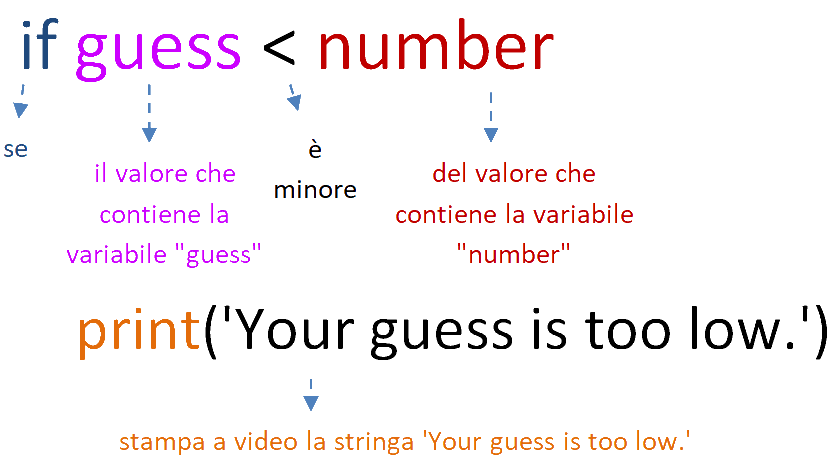 if guess < number
se
il valore che
contiene la
variabile "guess"
è
minore
del valore che
contiene la variabile
"number"
print('Your guess is too low.')
stampa a video la stringa 'Your guess is too low.'